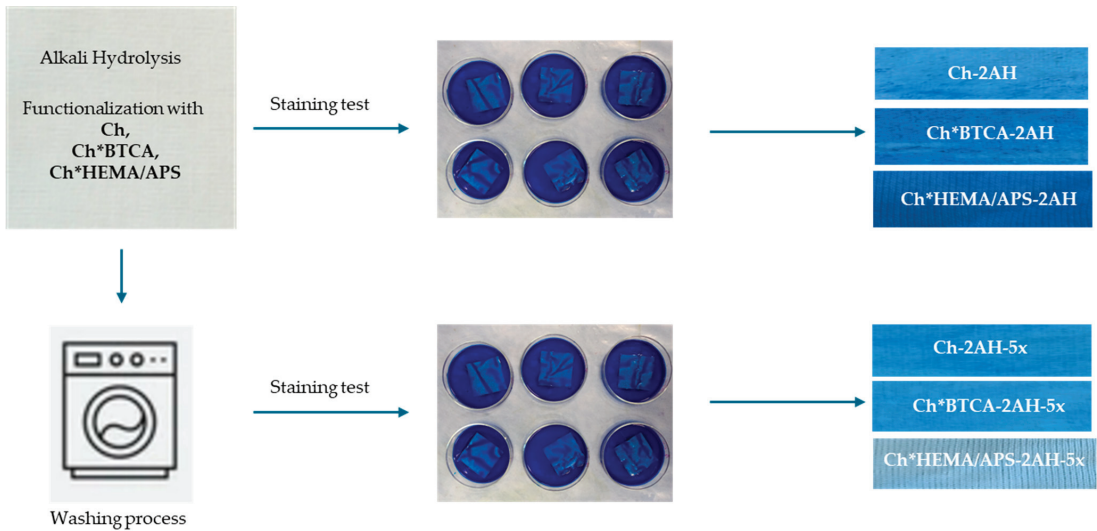 Alkali Hydrolysis
Functionalization with
Ch,
Ch*BTCA,
Ch*HEMA/APS
Staining test
Ch-2AH
Ch*BTCA-2AH
Ch*HEMA/APS-2AH
Washing process
Staining test
Ch-2AH-5x
Ch*BTCA-2AH-5x
Ch*HEMA/APS-2AH-5x